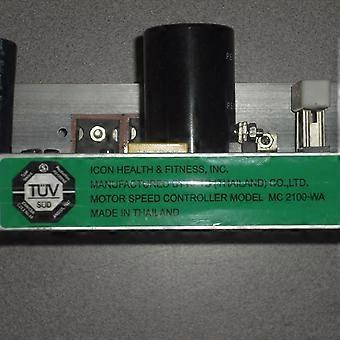 TUV
SUD
ICON HEALTH & FITNESS, INC.
MANUFACTURED (THAILAND) CO.,LTD.
MOTOR SPEED CONTROLLER MODEL MC 2100-WA
MADE IN THAILAND